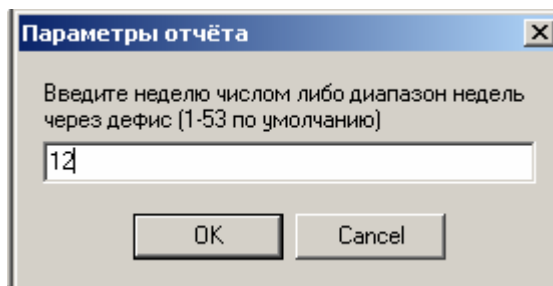 Параметры отчёта
Введите неделю числом либо диапазон недель
через дефис (1-53 по умолчанию)
12
OK
Cancel